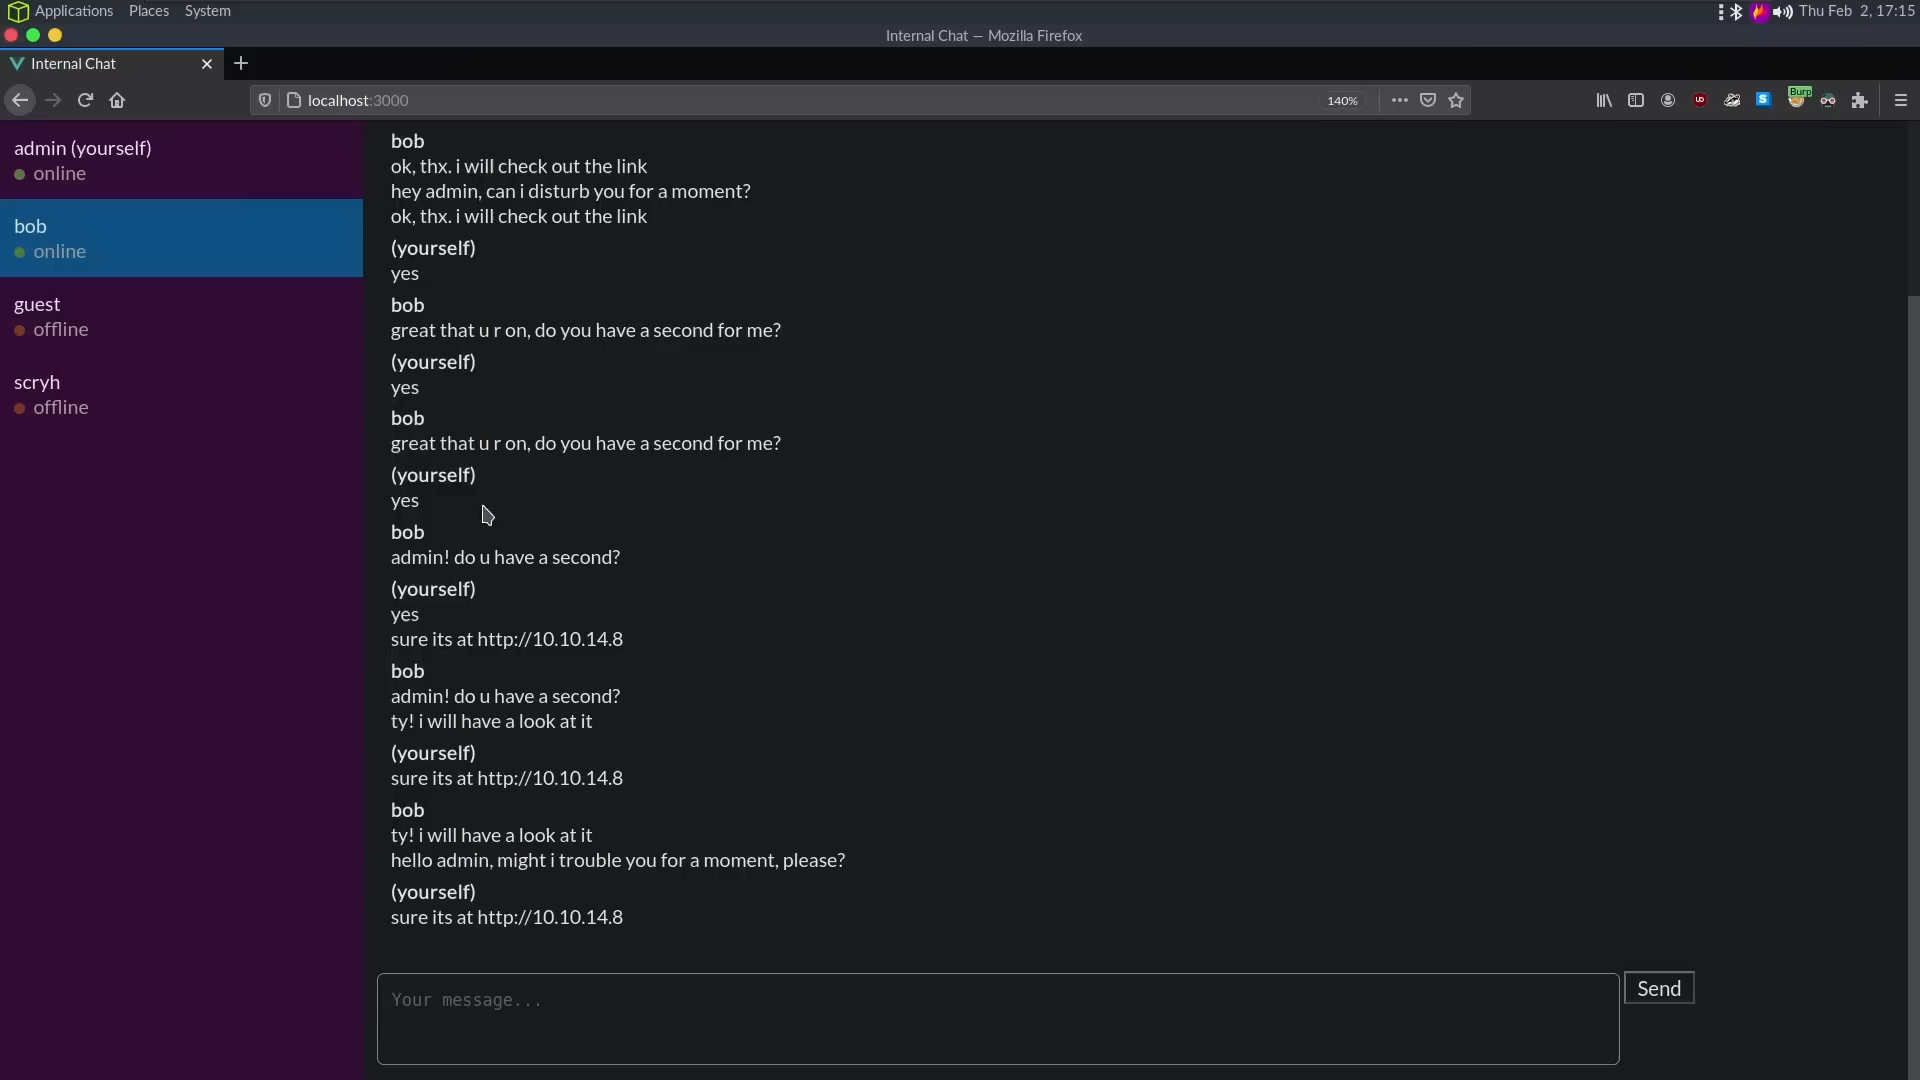 Applications Places System
Thu Feb 2, 17:15
Internal Chat — Mozilla Firefox
Internal Chat
localhost:3000
140%
Burp
admin (yourself)
online
bob
online
guest
offline
scryh
offline
bob
ok, thx. i will check out the link
hey admin, can i disturb you for a moment?
ok, thx. i will check out the link
(yourself)
yes
bob
great that u r on, do you have a second for me?
(yourself)
yes
bob
great that u r on, do you have a second for me?
(yourself)
yes
bob
admin! do u have a second?
(yourself)
yes
sure its at http://10.10.14.8
bob
admin! do u have a second?
ty! i will have a look at it
(yourself)
sure its at http://10.10.14.8
bob
ty! i will have a look at it
hello admin, might i trouble you for a moment, please?
(yourself)
sure its at http://10.10.14.8
Your message...
Send